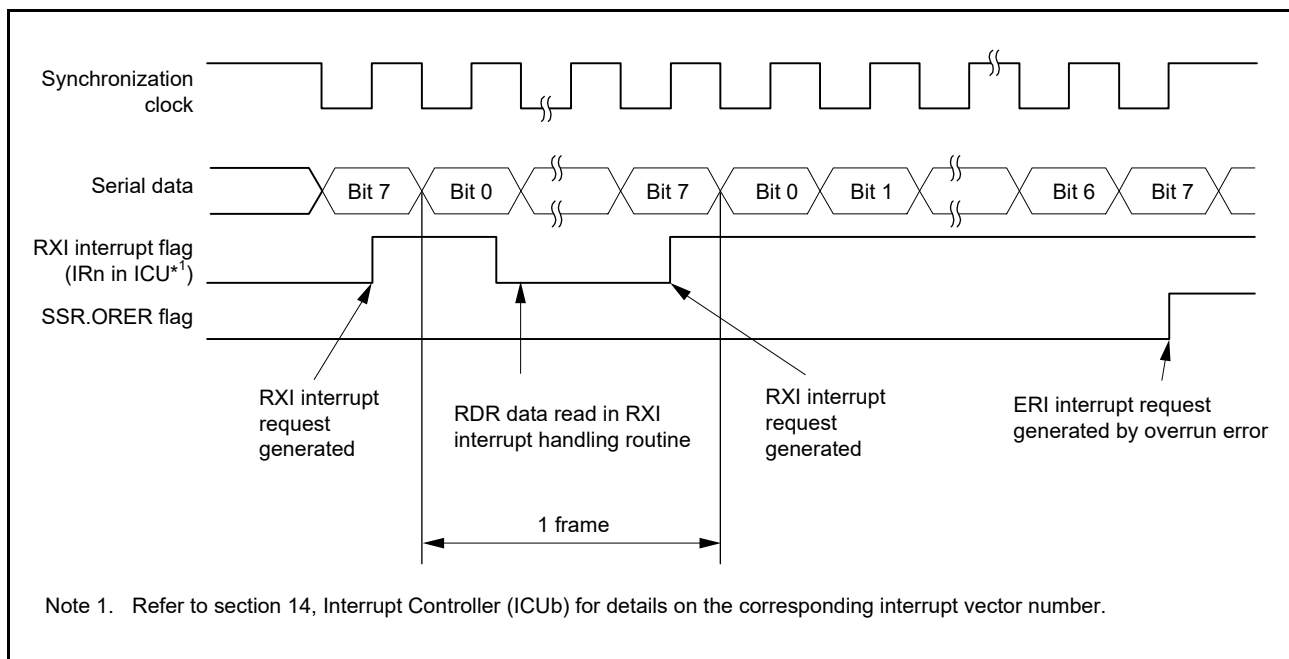 Synchronization
clock
Serial data
Bit 7
Bit 0
Bit 7
Bit 0
Bit 1
Bit 6
Bit 7
RXI interrupt flag
(IRn in ICU*1)
SSR.ORER flag
RXI interrupt
request
generated
RDR data read in RXI
interrupt handling routine
RXI interrupt
request
generated
ERI interrupt request
generated by overrun error
1 frame
Note 1. Refer to section 14, Interrupt Controller (ICUb) for details on the corresponding interrupt vector number.